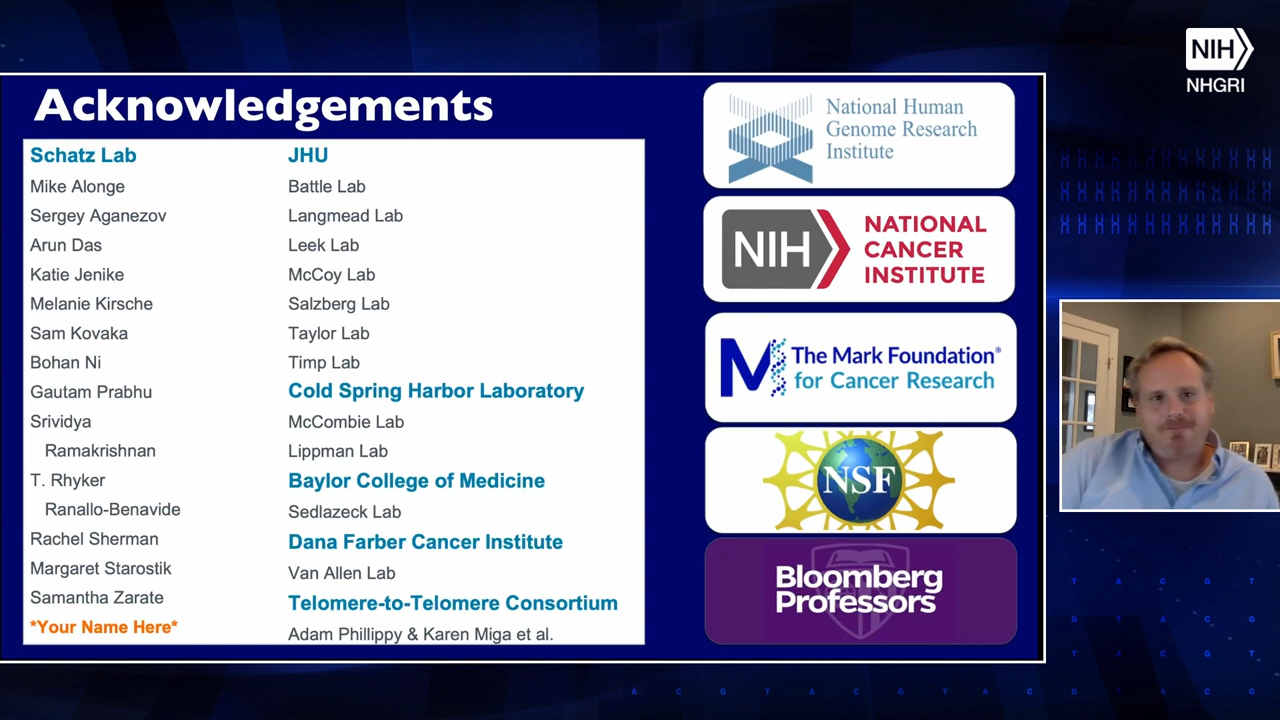 NIH
NHGRI
Acknowledgements
Schatz Lab
Mike Alonge
Sergey Aganezov
Arun Das
Katie Jenike
Melanie Kirsche
Sam Kovaka
Bohan Ni
Gautam Prabhu
Srividya
Ramakrishnan
T. Rhyker
Ranallo-Benavide
Rachel Sherman
Margaret Starostik
Samantha Zarate
*Your Name Here*
JHU
Battle Lab
Langmead Lab
Leek Lab
McCoy Lab
Salzberg Lab
Taylor Lab
Timp Lab
Cold Spring Harbor Laboratory
McCombie Lab
Lippman Lab
Baylor College of Medicine
Sedlazeck Lab
Dana Farber Cancer Institute
Van Allen Lab
Telomere-to-Telomere Consortium
Adam Phillippy & Karen Miga et al.
National Human
Genome Research
Institute
NIH
NATIONAL
CANCER
INSTITUTE
The Mark Foundation®
for Cancer Research
NSF
Bloomberg
Professors
T A C G T
T A C G T
T A C G T
A C G T A C G T A C G T A C G T